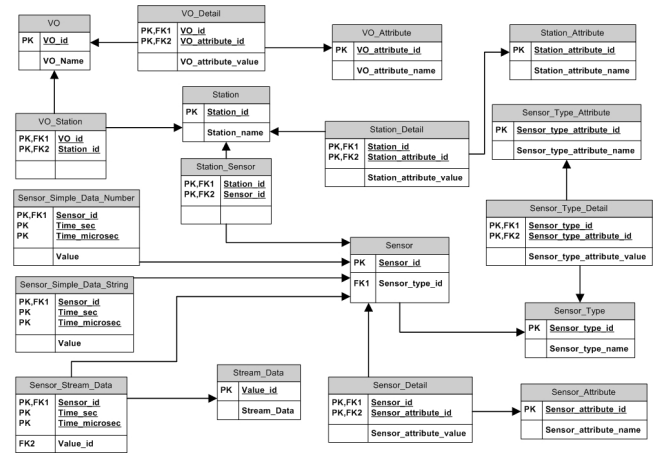 VO
PK VO_id
VO_Name
VO_Detail
PK,FK1 VO_id
PK,FK2 VO_attribute_id
VO_attribute_value
VO_Attribute
PK VO_attribute_id
VO_attribute_name
Station_Attribute
PK Station_attribute_id
Station_attribute_name
VO_Station
PK,FK1 VO_id
PK,FK2 Station_id
Station
PK Station_id
Station_name
Station_Detail
PK,FK1 Station_id
PK,FK2 Station_attribute_id
Station_attribute_value
Sensor_Type_Attribute
PK Sensor_type_attribute_id
Sensor_type_attribute_name
Station_Sensor
PK,FK1 Station_id
PK,FK2 Sensor_id
Sensor_Simple_Data_Number
PK,FK1 Sensor_id
PK Time_sec
PK Time_microsec
Value
Sensor
PK Sensor_id
FK1 Sensor_type_id
Sensor_Type_Detail
PK,FK1 Sensor_type_id
PK,FK2 Sensor_type_attribute_id
Sensor_type_attribute_value
Sensor_Simple_Data_String
PK,FK1 Sensor_id
PK Time_sec
PK Time_microsec
Value
Sensor_Type
PK Sensor_type_id
Sensor_type_name
Sensor_Stream_Data
PK,FK1 Sensor_id
PK Time_sec
PK Time_microsec
FK2 Value_id
Stream_Data
PK Value_id
Stream_Data
Sensor_Detail
PK,FK1 Sensor_id
PK,FK2 Sensor_attribute_id
Sensor_attribute_value
Sensor_Attribute
PK Sensor_attribute_id
Sensor_attribute_name